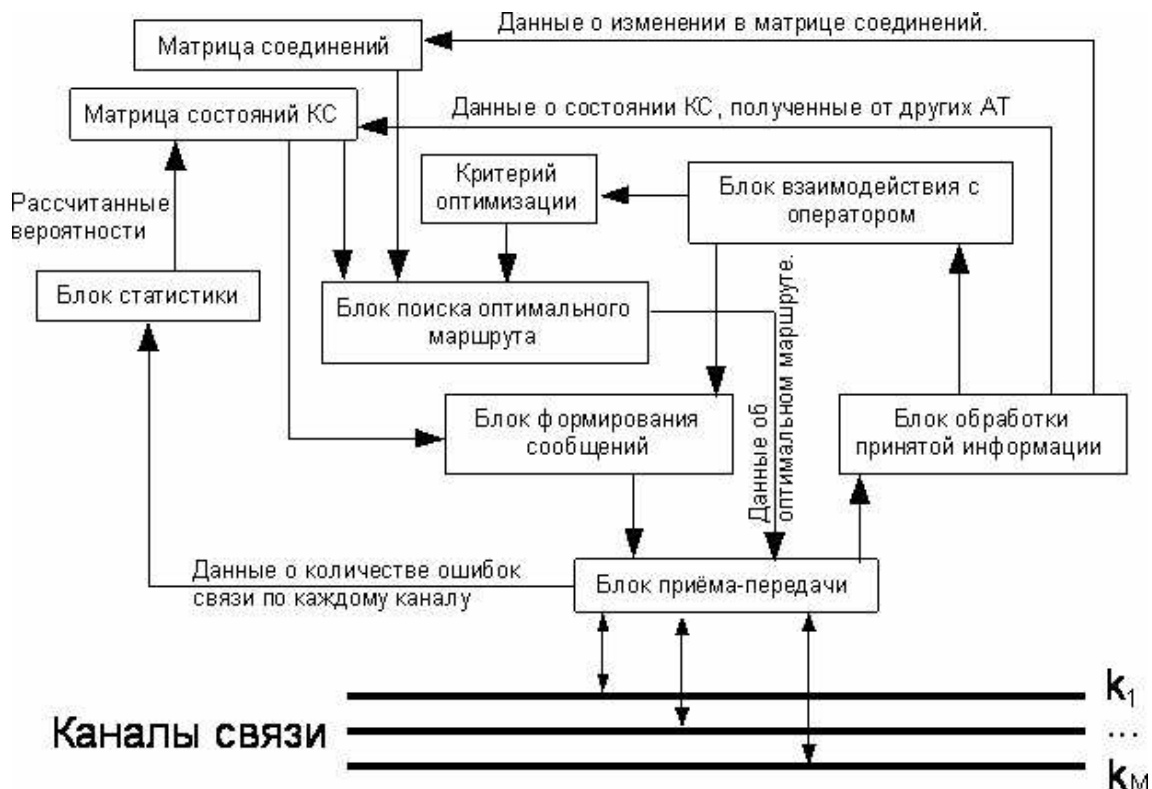 Данные о изменении в матрице соединений.
Матрица соединений
Матрица состояний КС
Данные о состоянии КС, полученные от других АТ
Критерий
оптимизации
Блок взаимодействия с
оператором
Рассчитанные
вероятности
Блок статистики
Блок поиска оптимального
маршрута
Данные об
оптимальном маршруте.
Блок формирования
сообщений
Блок обработки
принятой информации
Данные о количестве ошибок
связи по каждому каналу
Блок приёма-передачи
Каналы связи
k1
...
kM